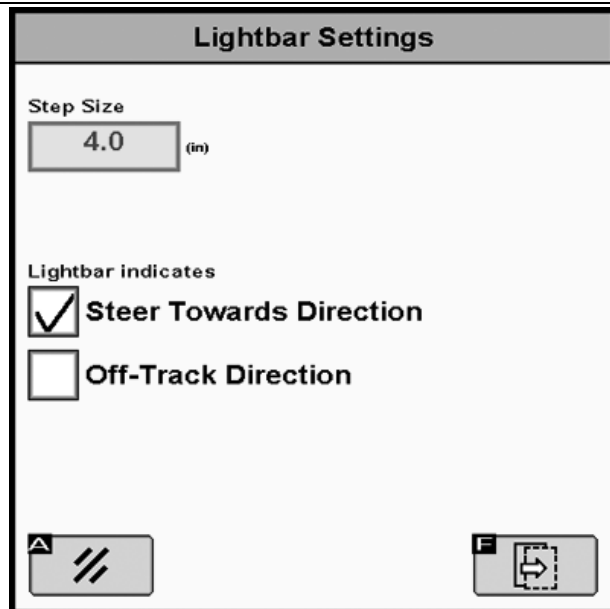 Lightbar Settings
Step Size
4.0 (in)
Lightbar indicates
Steer Towards Direction
Off-Track Direction
A
F